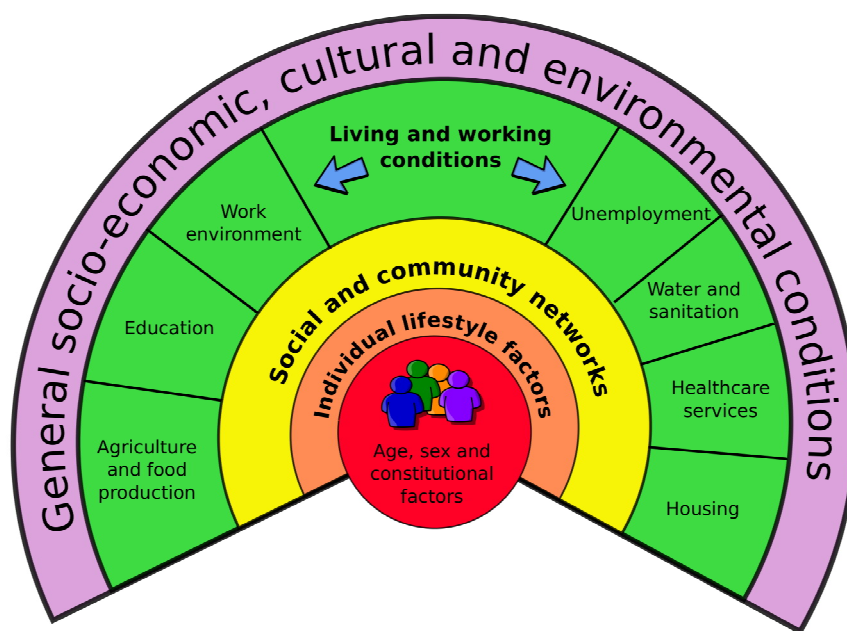 General socio-economic, cultural and environmental conditions
Living and working
conditions
Agriculture
and food
production
Education
Work
environment
Unemployment
Water and
sanitation
Healthcare
services
Housing
Social and community networks
Individual lifestyle factors
Age, sex and
constitutional
factors